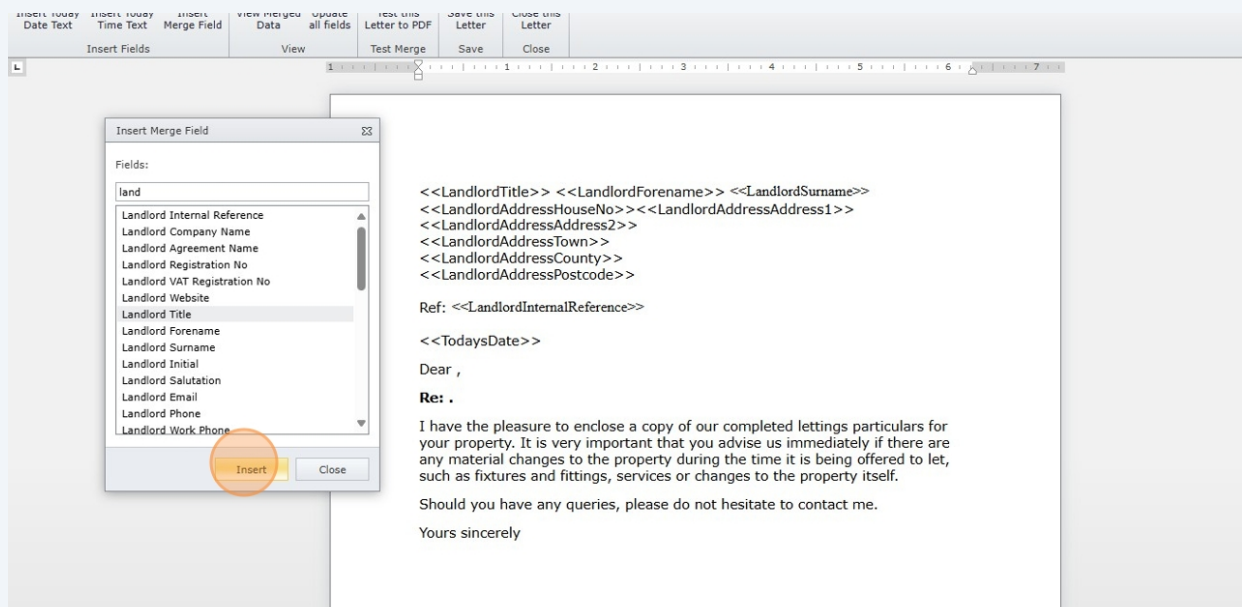 Insert Today Insert Today Insert View Merged Update Test this Save this Close this
Date Text Time Text Merge Field Data all fields Letter to PDF Letter Letter
Insert Fields View Test Merge Save Close
L 1 1 2 3 4 5 6 7
Insert Merge Field
Fields:
land
Landlord Internal Reference
Landlord Company Name
Landlord Agreement Name
Landlord Registration No
Landlord VAT Registration No
Landlord Website
Landlord Title
Landlord Forename
Landlord Surname
Landlord Initial
Landlord Salutation
Landlord Email
Landlord Phone
Landlord Work Phone
Insert Close
<<LandlordTitle>> <<LandlordForename>> <<LandlordSurname>>
<<LandlordAddressHouseNo>><<LandlordAddressAddress1>>
<<LandlordAddressAddress2>>
<<LandlordAddressTown>>
<<LandlordAddressCounty>>
<<LandlordAddressPostcode>>
Ref: <<LandlordInternalReference>>
<<TodaysDate>>
Dear ,
Re: .
I have the pleasure to enclose a copy of our completed lettings particulars for
your property. It is very important that you advise us immediately if there are
any material changes to the property during the time it is being offered to let,
such as fixtures and fittings, services or changes to the property itself.
Should you have any queries, please do not hesitate to contact me.
Yours sincerely